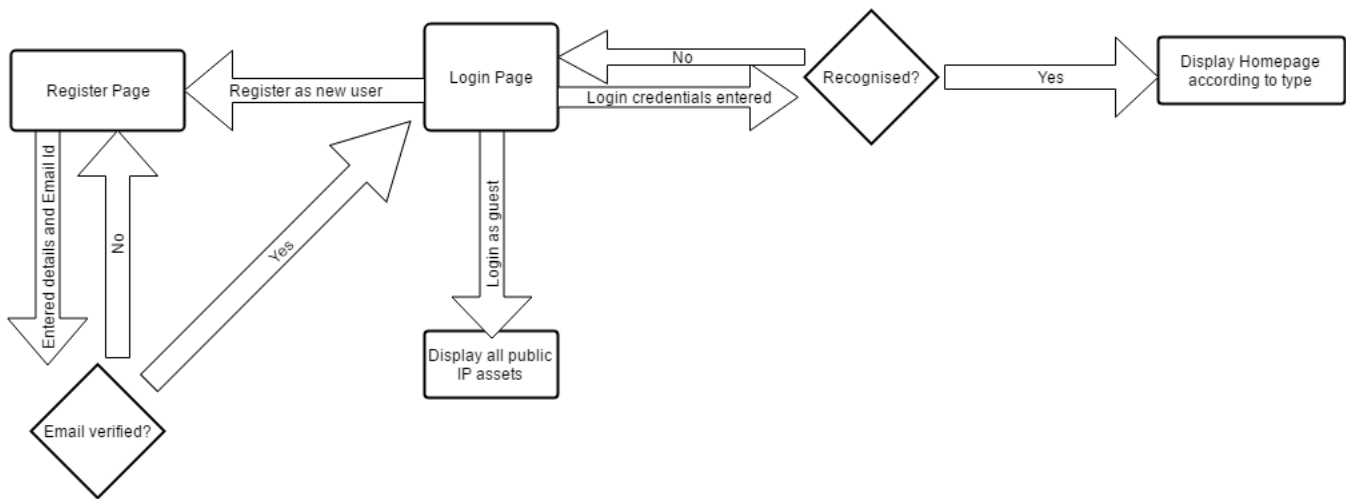 Register Page
Register as new user
Login Page
No
Login credentials entered
Recognised?
Yes
Display Homepage
according to type
Entered details and Email Id
No
Yes
Login as guest
Display all public
IP assets
Email verified?